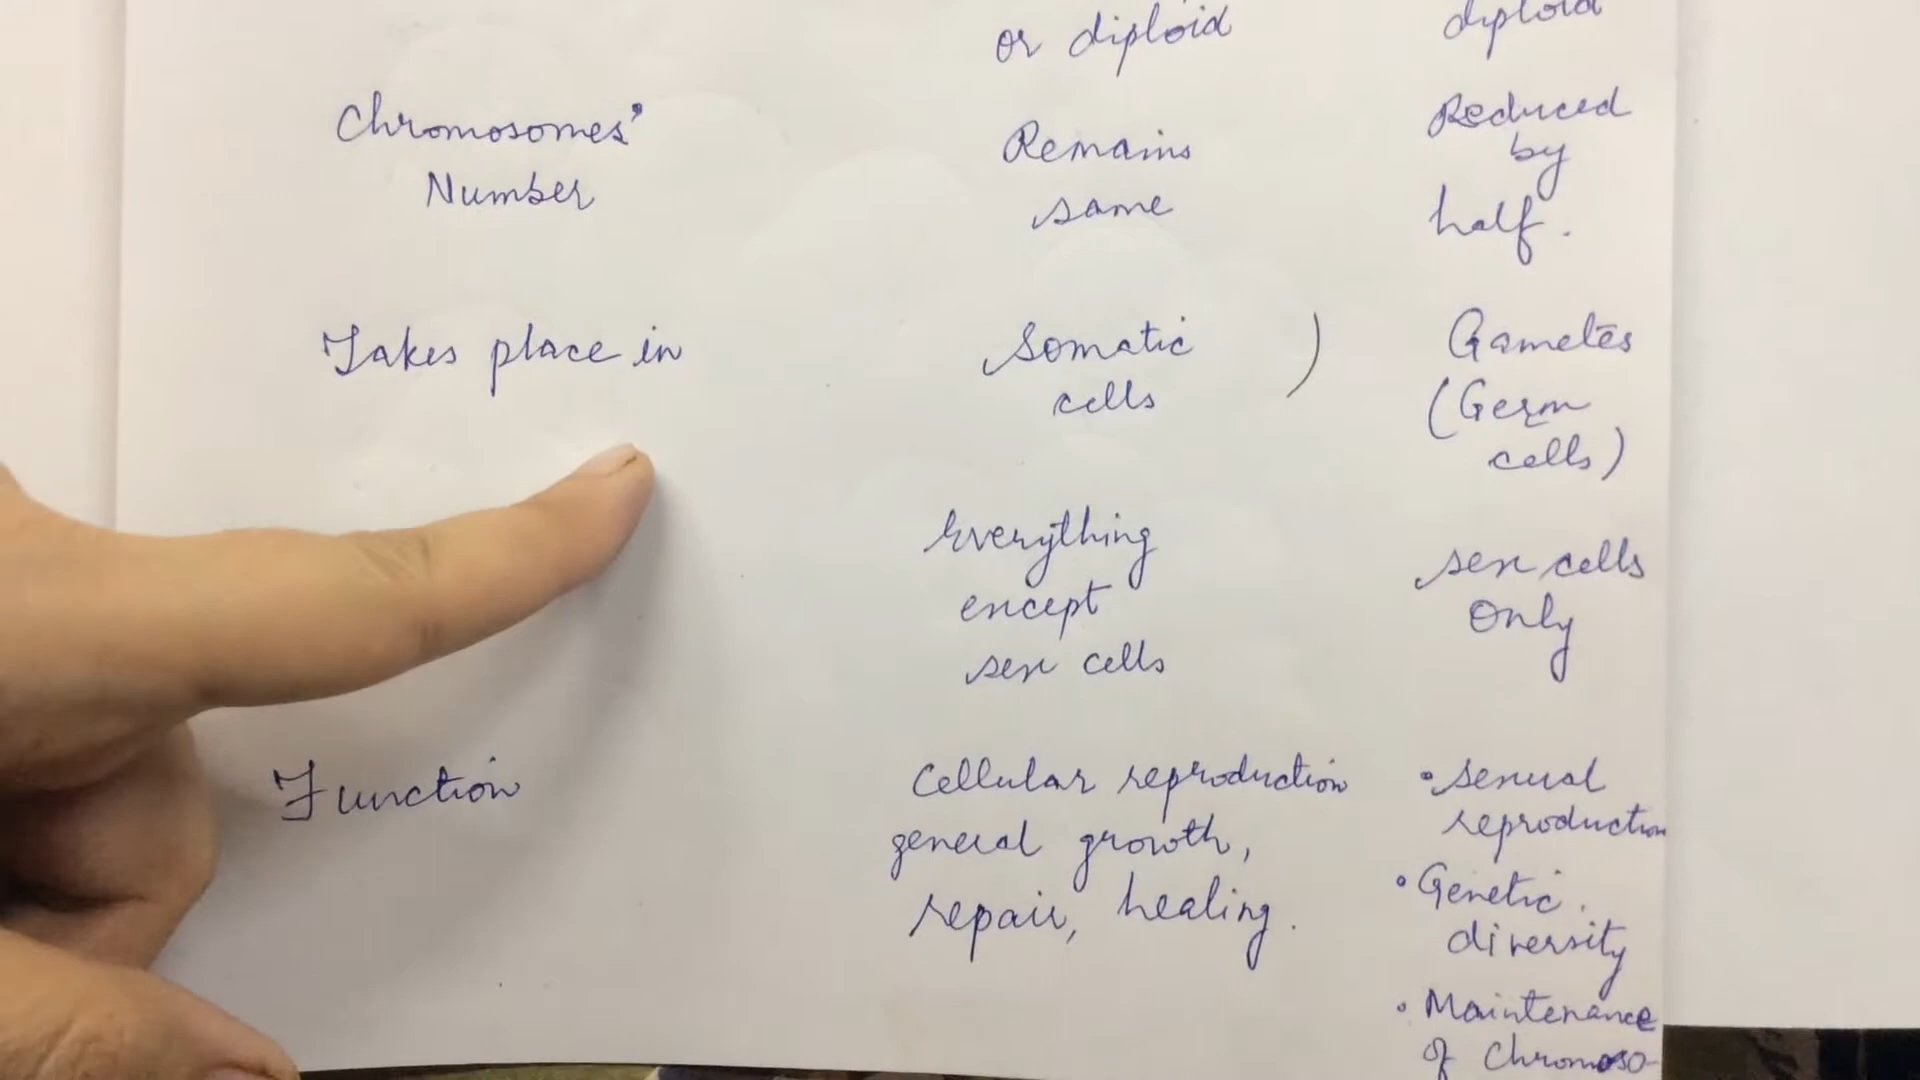 or diploid
diploid
Chromosomes'
Number
Remains
same
Reduced
by
half.
Takes place in
Somatic
cells
)
Gametes
(Germ
cells)
Everything
except
sex cells
sex cells
only
Function
Cellular reproduction
general growth,
repair, healing.
• sexual
reproduction
• Genetic
diversity
• Maintenance
of Chromoso-